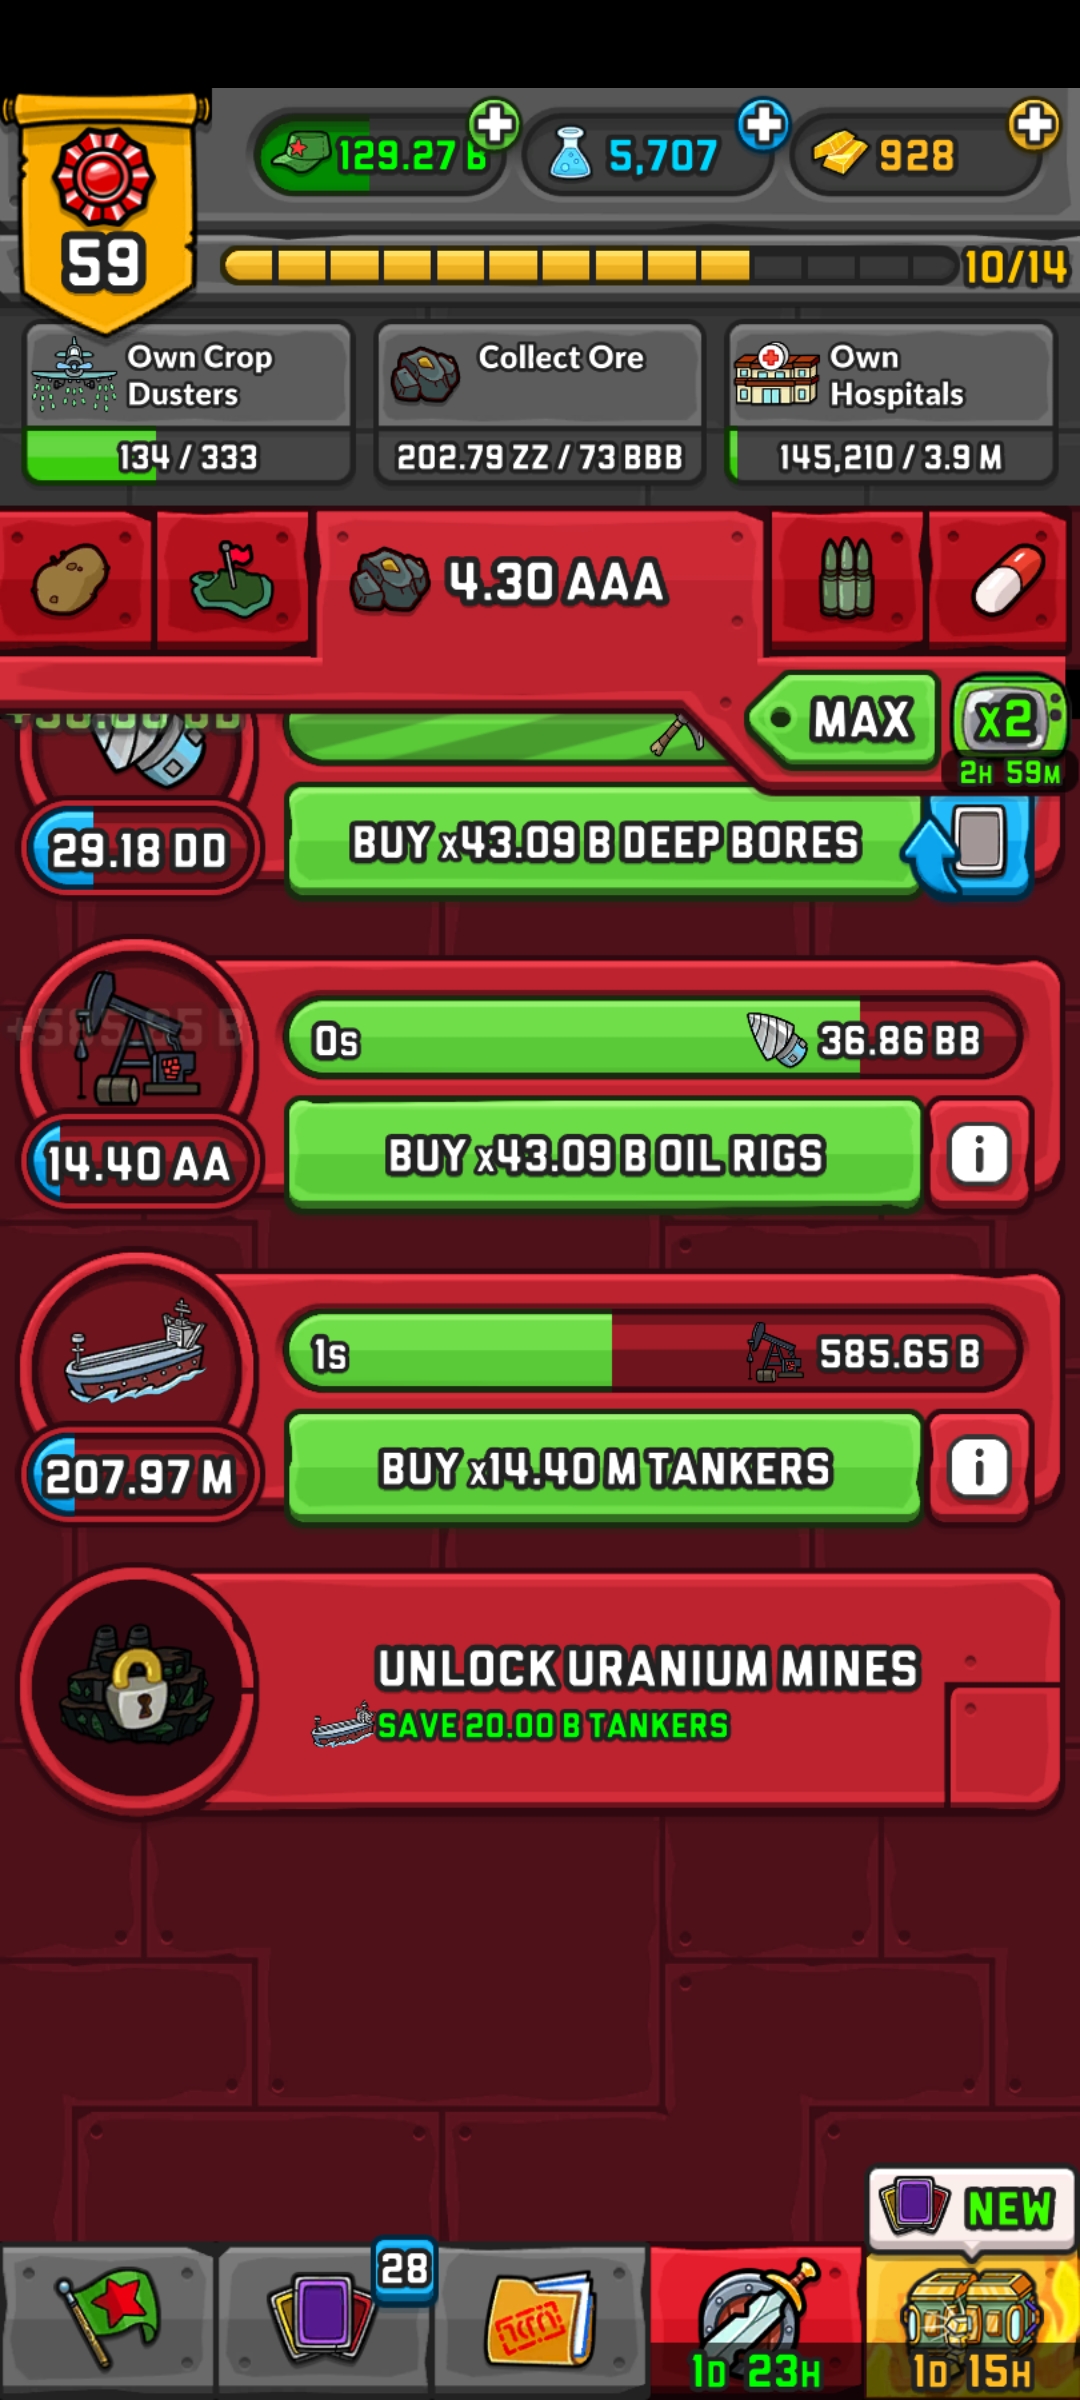 129.27 B
5,707
928
59
10/14
Own Crop
Dusters
Collect Ore
Own
Hospitals
134 / 333
202.79 ZZ / 73 BBB
145,210 / 3.9 M
4.30 AAA
MAX
x2
2H 59M
29.18 DD
BUY x43.09 B DEEP BORES
+585.65 B
0s
36.86 BB
14.40 AA
BUY x43.09 B OIL RIGS
i
1s
585.65 B
207.97 M
BUY x14.40 M TANKERS
i
UNLOCK URANIUM MINES
SAVE 20.00 B TANKERS
NEW
28
1D 23H
1D 15H